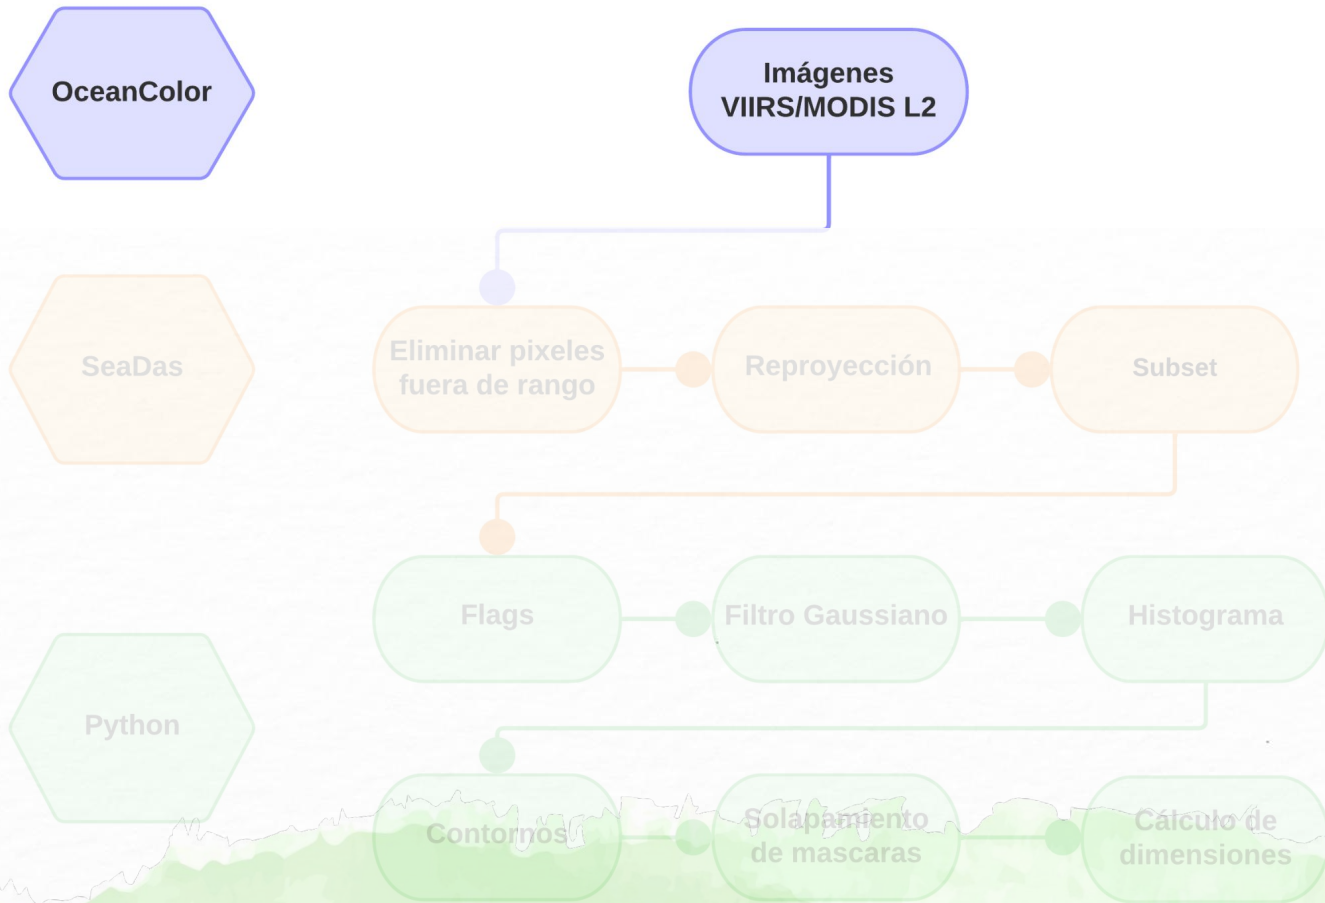 OceanColor
Imágenes
VIIRS/MODIS L2
SeaDas
Eliminar pixeles
fuera de rango
Reproyección
Subset
Python
Flags
Filtro Gaussiano
Histograma
Contornos
Solapamiento
de mascaras
Cálculo de
dimensiones